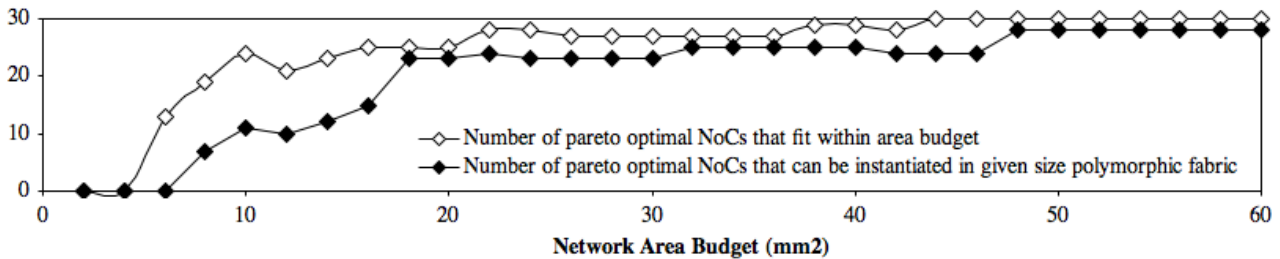 30
20
10
0
Number of pareto optimal NoCs that fit within area budget
Number of pareto optimal NoCs that can be instantiated in given size polymorphic fabric
0 10 20 30 40 50 60
Network Area Budget (mm2)